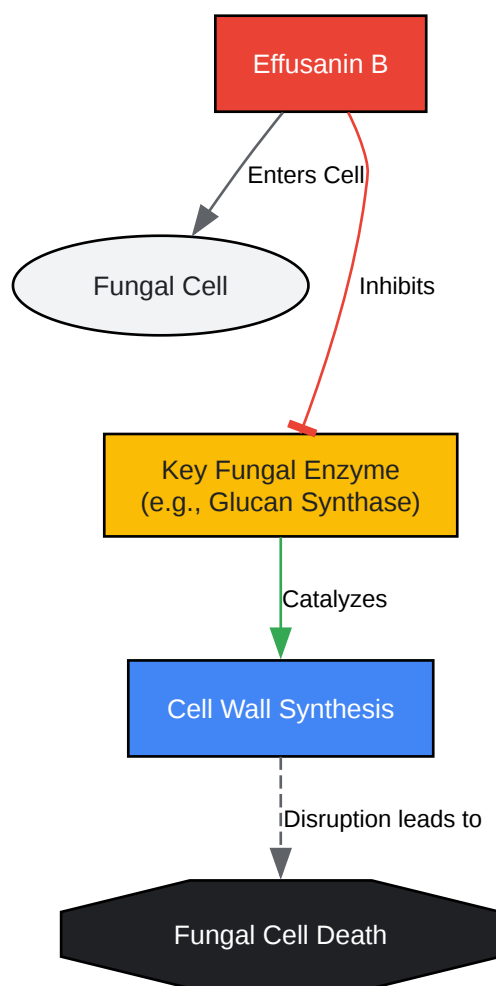 Effusanin B
Enters Cell
Fungal Cell
Inhibits
Key Fungal Enzyme
(e.g., Glucan Synthase)
Catalyzes
Cell Wall Synthesis
Disruption leads to
Fungal Cell Death